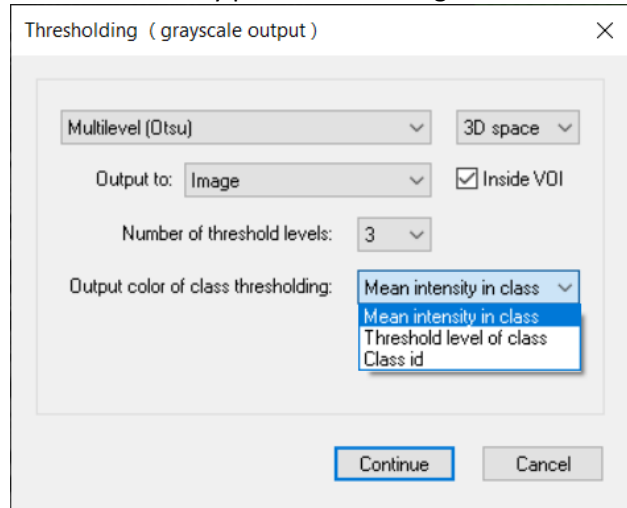 Thresholding ( grayscale output )
Multilevel (Otsu)
3D space
Output to:
Image
Inside VOI
Number of threshold levels:
3
Output color of class thresholding:
Mean intensity in class
Mean intensity in class
Threshold level of class
Class id
Continue
Cancel